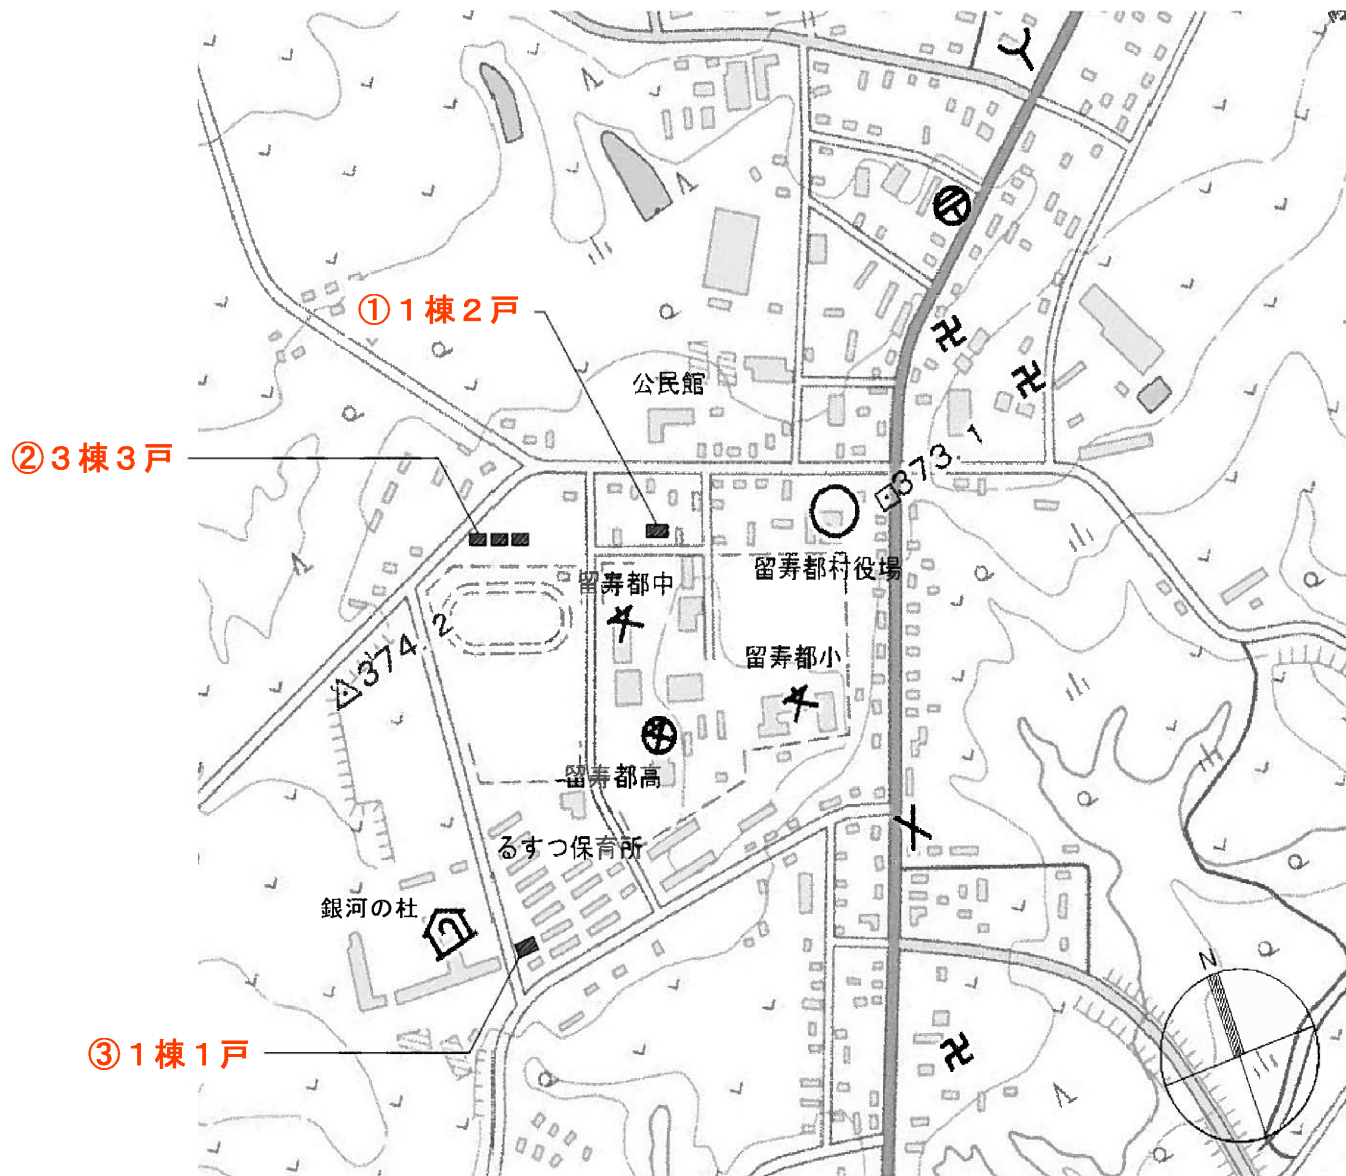 ①１棟２戸
公民館
②３棟３戸
373.1
留寿都村役場
留寿都中
374.2
留寿都小
留寿都高
るすつ保育所
銀河の杜
N
③１棟１戸